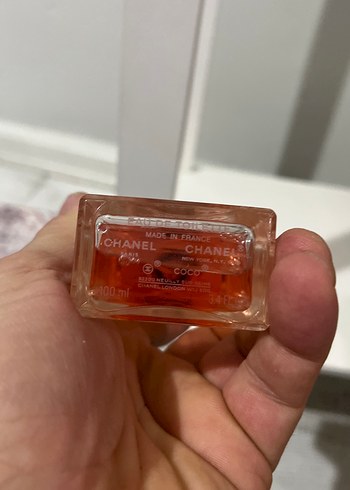 EAU DE TOILETTE
MADE IN FRANCE
CHANEL CHANEL
PARIS NEW YORK, N.Y.
® COCO
CHANEL LONDON
100 ml 3.4 FL